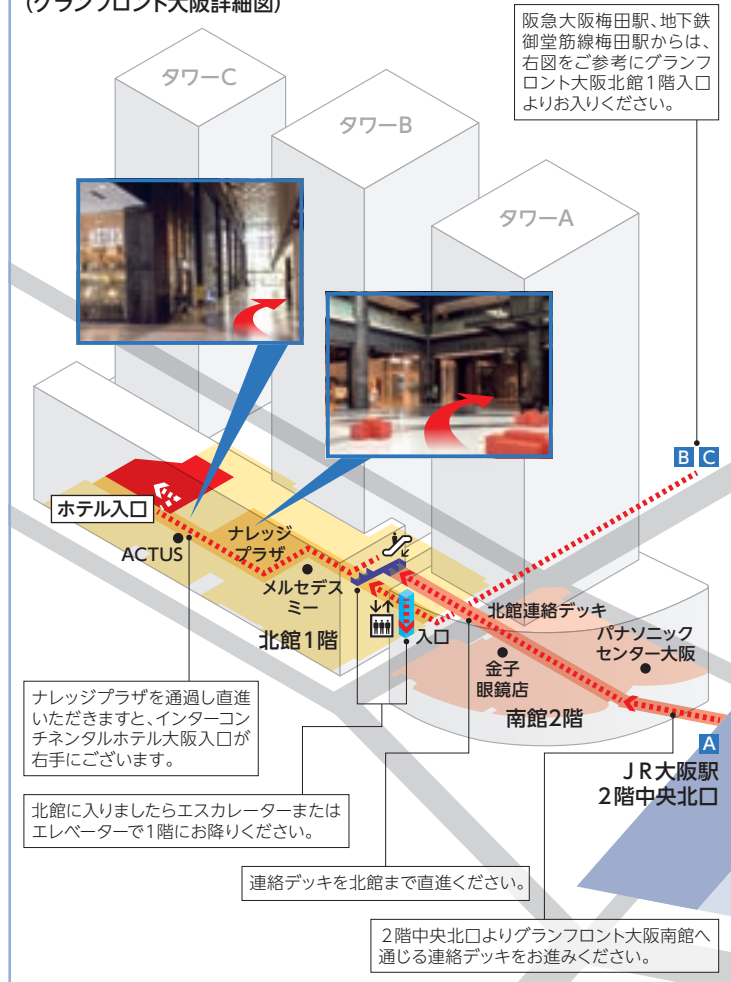 (グランフロント大阪詳細図)
阪急大阪梅田駅、地下鉄
御堂筋線梅田駅からは、
右図をご参考にグランフ
ロント大阪北館1階入口
よりお入りください。
タワーC
タワーB
タワーA
B C
ホテル入口
ACTUS
ナレッジ
プラザ
メルセデス
ミー
北館1階
入口
北館連絡デッキ
パナソニック
センター大阪
金子
眼鏡店
南館2階
A
JR大阪駅
2階中央北口
ナレッジプラザを通過し直進
いただきますと、インターコン
チネンタルホテル大阪入口が
右手にございます。
北館に入りましたらエスカレーターまたは
エレベーターで1階にお降りください。
連絡デッキを北館まで直進ください。
2階中央北口よりグランフロント大阪南館へ
通じる連絡デッキをお進みください。